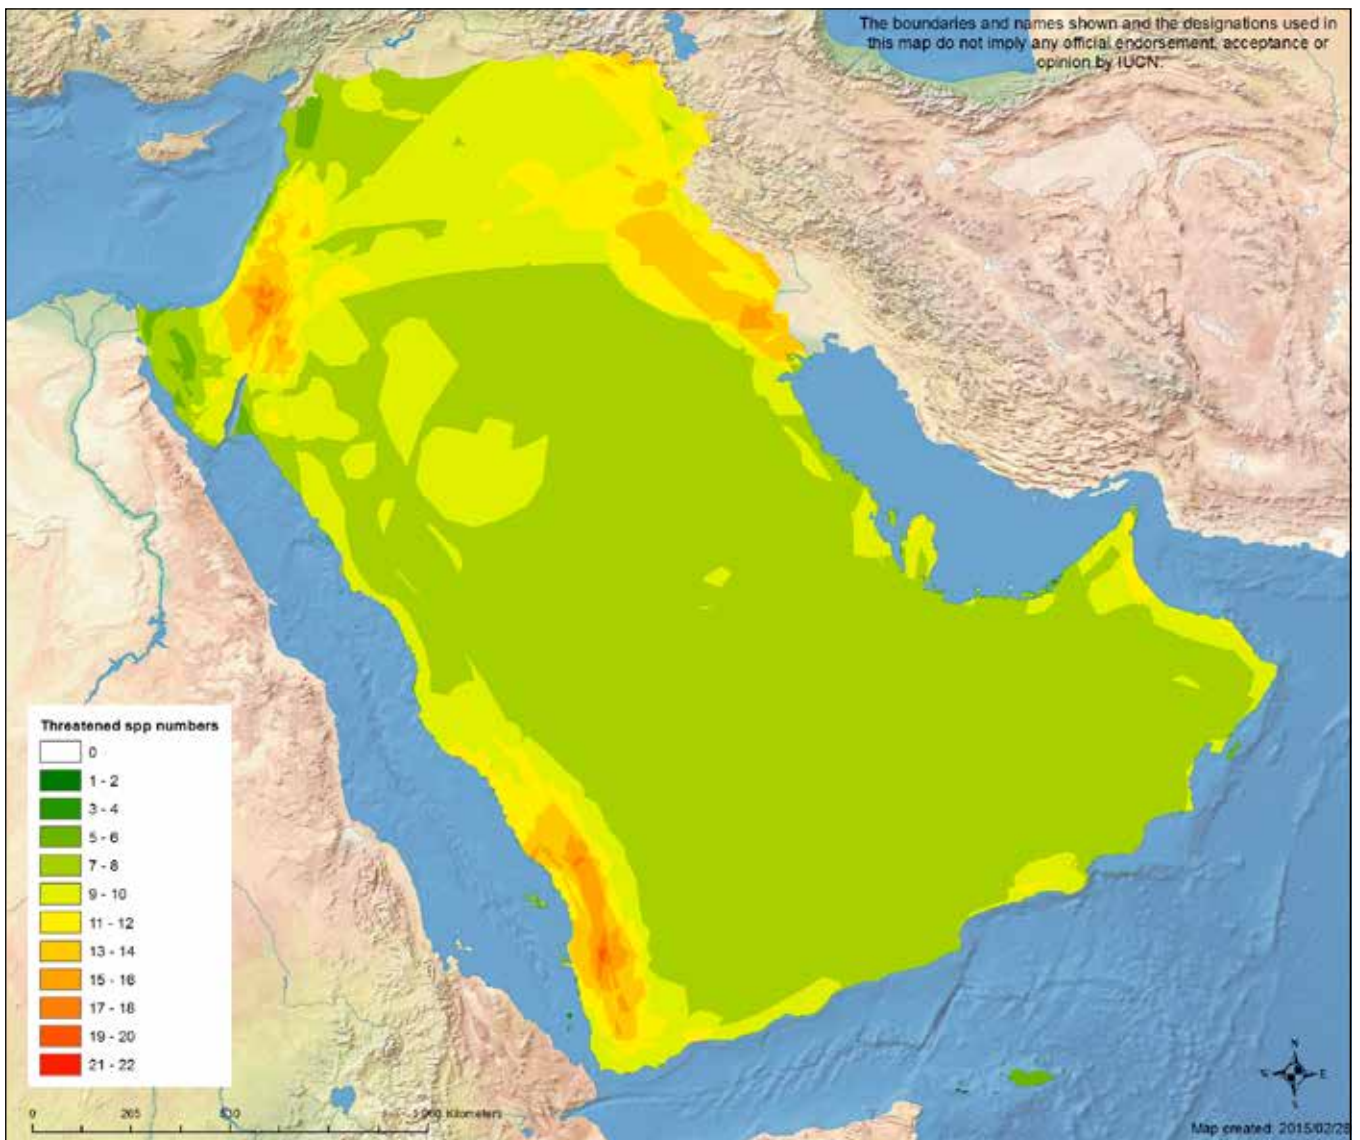 The boundaries and names shown and the designations used in
this map do not imply any official endorsement, acceptance or
opinion by IUCN.
Threatened spp numbers
0
1 - 2
3 - 4
5 - 6
7 - 8
9 - 10
11 - 12
13 - 14
15 - 16
17 - 18
19 - 20
21 - 22
0 265 530 Kilometers
N
W E
S
Map created: 2015/02/26